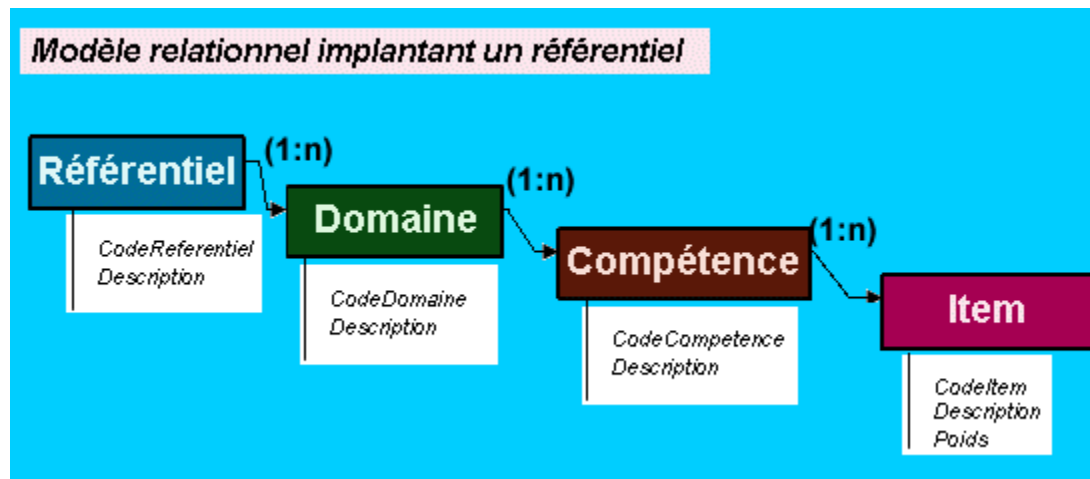 Modèle relationnel implantant un référentiel
Référentiel
(1:n)
CodeReferentiel
Description
Domaine
(1:n)
CodeDomaine
Description
Compétence
(1:n)
CodeCompetence
Description
Item
CodeItem
Description
Poids